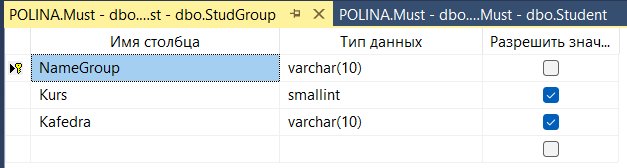 POLINA.Must - dbo....st - dbo.StudGroup POLINA.Must - dbo....Must - dbo.Student
Имя столбца Тип данных Разрешить знач...
NameGroup varchar(10)
Kurs smallint
Kafedra varchar(10)